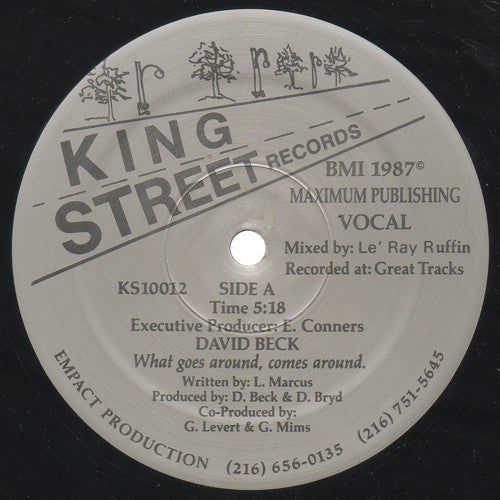 KING
STREET RECORDS
BMI 1987©
MAXIMUM PUBLISHING
VOCAL
Mixed by: Le' Ray Ruffin
Recorded at: Great Tracks
KS10012 SIDE A
Time 5:18
Executive Producer: E. Conners
DAVID BECK
What goes around, comes around.
Written by: L. Marcus
Produced by: D. Beck & D. Bryd
Co-Produced by:
G. Levert & G. Mims
EMPACT PRODUCTION (216) 656-0135 (216) 751-5645